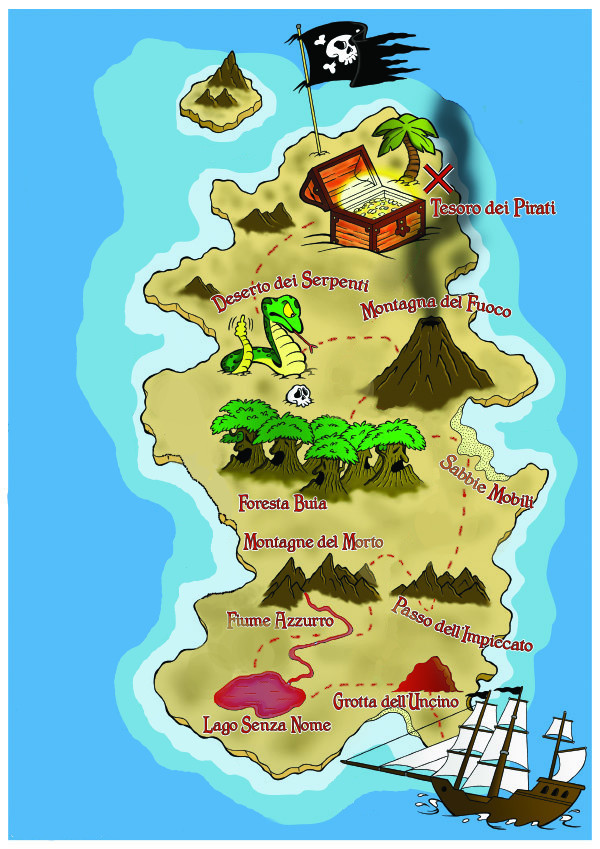 Tesoro dei Pirati
Deserto dei Serpenti
Montagna del Fuoco
Sabbie Mobili
Foresta Buia
Montagne del Morto
Fiume Azzurro
Passo dell'Impiccato
Grotta dell'Uncino
Lago Senza Nome